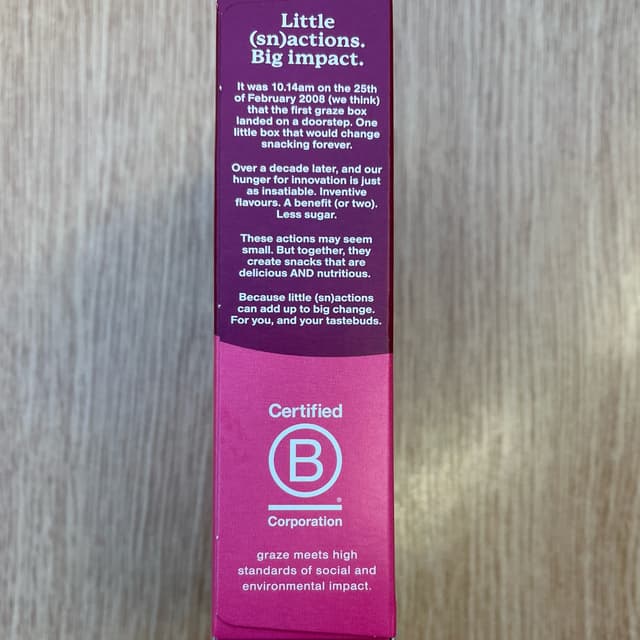 Little
(sn)actions.
Big impact.
It was 10.14am on the 25th
of February 2008 (we think)
that the first graze box
landed on a doorstep. One
little box that would change
snacking forever.
Over a decade later, and our
hunger for innovation is just
as insatiable. Inventive
flavours. A benefit (or two).
Less sugar.
These actions may seem
small. But together, they
create snacks that are
delicious AND nutritious.
Because little (sn)actions
can add up to big change.
For you, and your tastebuds.
Certified
B
®
Corporation
graze meets high
standards of social and
environmental impact.